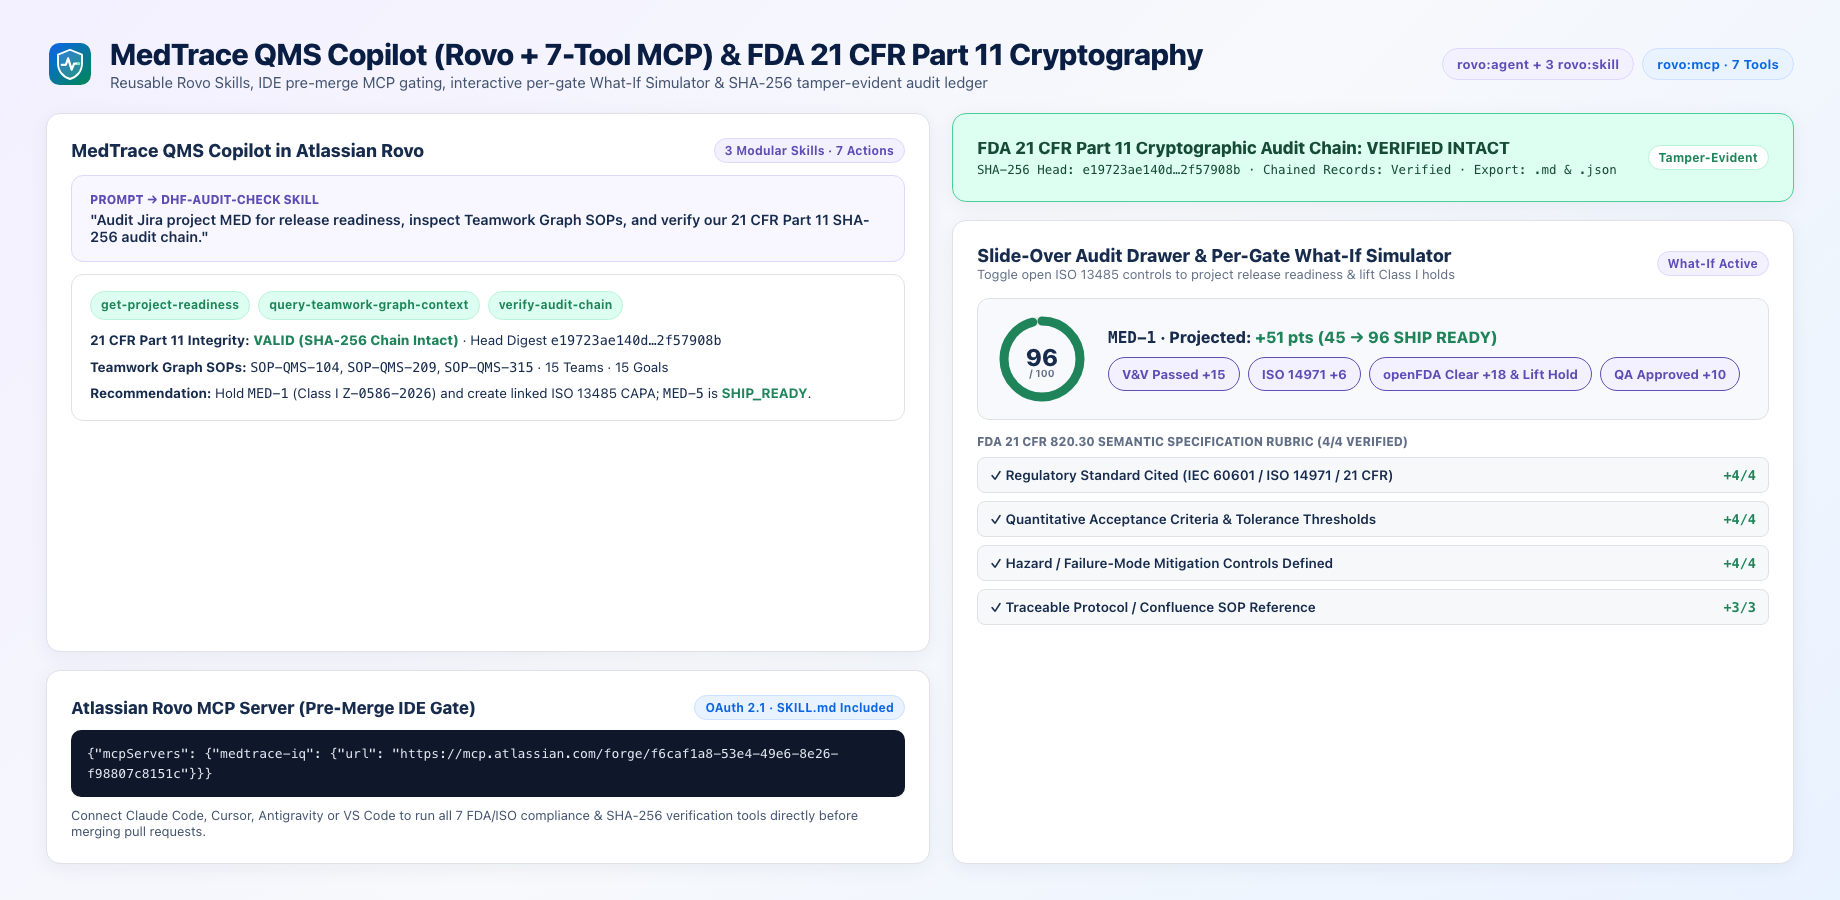 MedTrace QMS Copilot (Rovo + 7-Tool MCP) & FDA 21 CFR Part 11 Cryptography
Reusable Rovo Skills, IDE pre-merge MCP gating, interactive per-gate What-If Simulator & SHA-256 tamper-evident audit ledger
rovo:agent + 3 rovo:skill
rovo:mcp · 7 Tools
MedTrace QMS Copilot in Atlassian Rovo
3 Modular Skills · 7 Actions
PROMPT → DHF-AUDIT-CHECK SKILL
"Audit Jira project MED for release readiness, inspect Teamwork Graph SOPs, and verify our 21 CFR Part 11 SHA-
256 audit chain."
get-project-readiness
query-teamwork-graph-context
verify-audit-chain
21 CFR Part 11 Integrity: VALID (SHA-256 Chain Intact) · Head Digest e19723ae140d…2f57908b
Teamwork Graph SOPs: SOP-QMS-104, SOP-QMS-209, SOP-QMS-315 · 15 Teams · 15 Goals
Recommendation: Hold MED-1 (Class I Z-0586-2026) and create linked ISO 13485 CAPA; MED-5 is SHIP_READY.
Atlassian Rovo MCP Server (Pre-Merge IDE Gate)
OAuth 2.1 · SKILL.md Included
{"mcpServers": {"medtrace-iq": {"url": "https://mcp.atlassian.com/forge/f6caf1a8-53e4-49e6-8e26-
f98807c8151c"}}}
Connect Claude Code, Cursor, Antigravity or VS Code to run all 7 FDA/ISO compliance & SHA-256 verification tools directly before
merging pull requests.
FDA 21 CFR Part 11 Cryptographic Audit Chain: VERIFIED INTACT
SHA-256 Head: e19723ae140d…2f57908b · Chained Records: Verified · Export: .md & .json
Tamper-Evident
Slide-Over Audit Drawer & Per-Gate What-If Simulator
Toggle open ISO 13485 controls to project release readiness & lift Class I holds
What-If Active
96
/ 100
MED-1 · Projected: +51 pts (45 → 96 SHIP READY)
V&V Passed +15
ISO 14971 +6
openFDA Clear +18 & Lift Hold
QA Approved +10
FDA 21 CFR 820.30 SEMANTIC SPECIFICATION RUBRIC (4/4 VERIFIED)
✓ Regulatory Standard Cited (IEC 60601 / ISO 14971 / 21 CFR)
+4/4
✓ Quantitative Acceptance Criteria & Tolerance Thresholds
+4/4
✓ Hazard / Failure-Mode Mitigation Controls Defined
+4/4
✓ Traceable Protocol / Confluence SOP Reference
+3/3